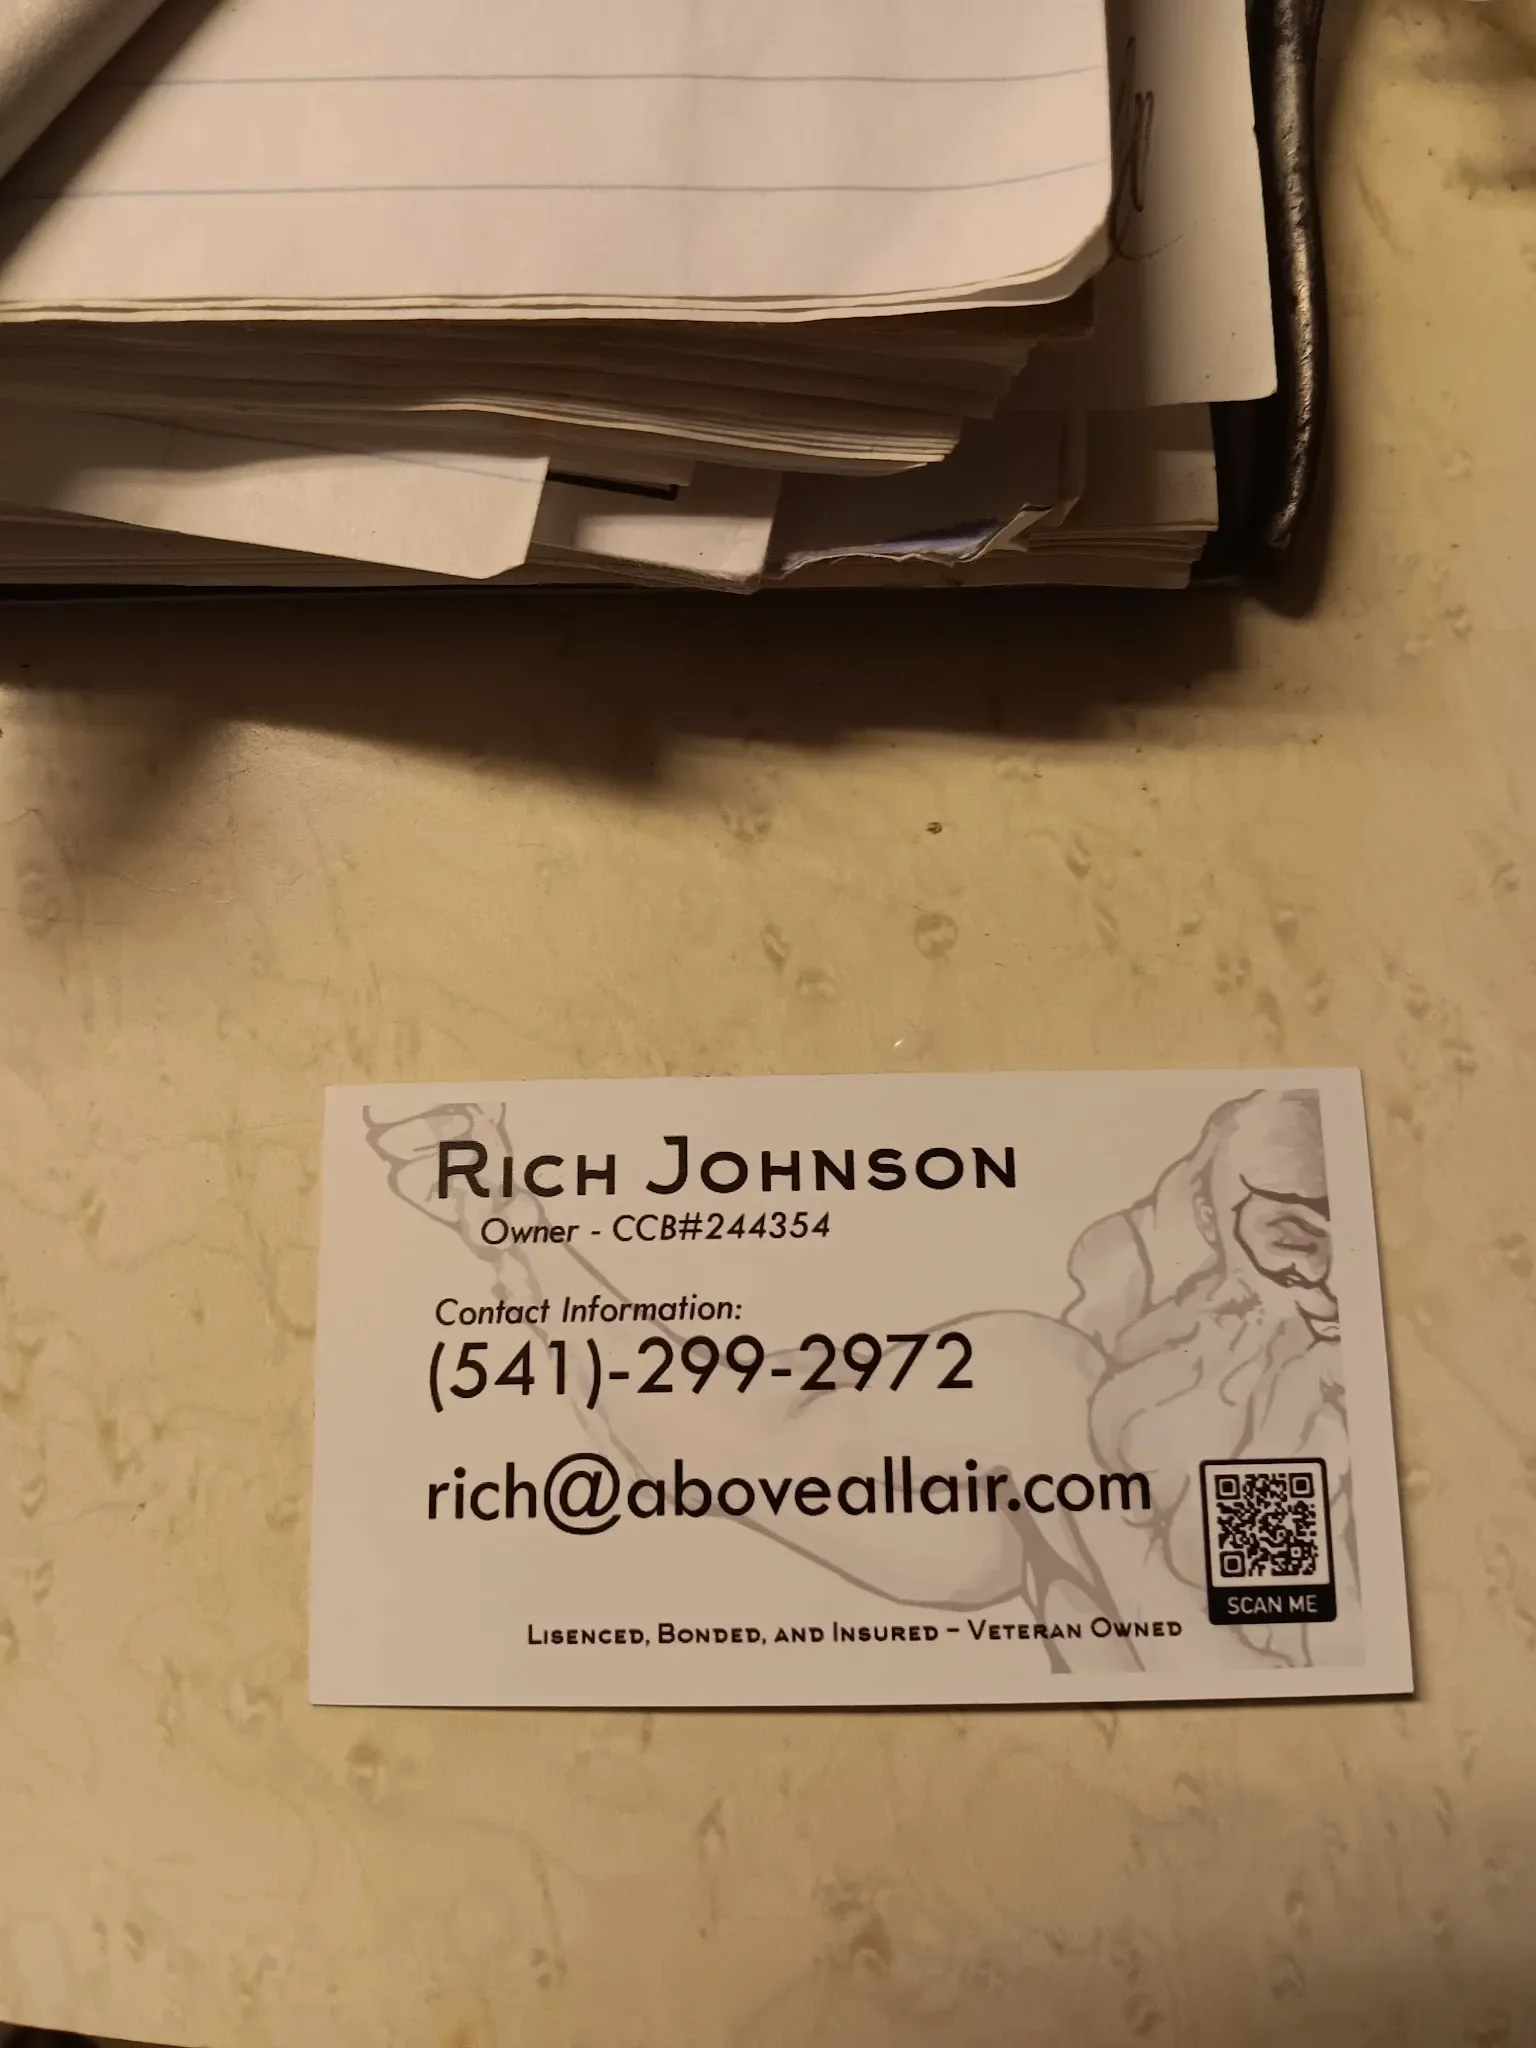 Rich Johnson
Owner - CCB#244354
Contact Information:
(541)-299-2972
rich@aboveallair.com
SCAN ME
Lisenced, Bonded, and Insured - Veteran Owned